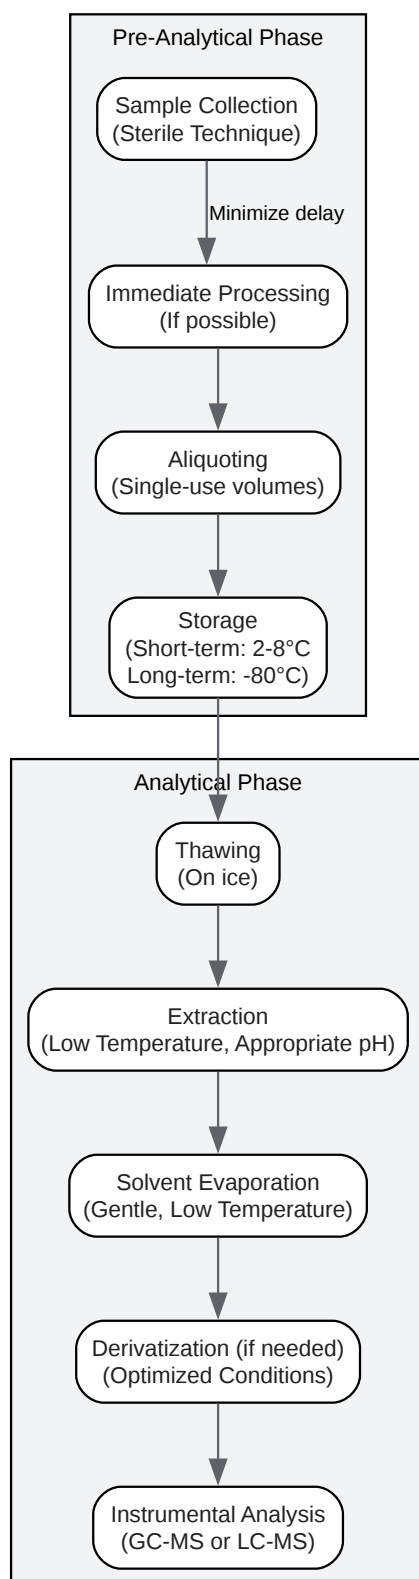 Pre-Analytical Phase
Sample Collection
(Sterile Technique)
Minimize delay
Immediate Processing
(If possible)
Aliquoting
(Single-use volumes)
Storage
(Short-term: 2-8°C
Long-term: -80°C)
Analytical Phase
Thawing
(On ice)
Extraction
(Low Temperature, Appropriate pH)
Solvent Evaporation
(Gentle, Low Temperature)
Derivatization (if needed)
(Optimized Conditions)
Instrumental Analysis
(GC-MS or LC-MS)